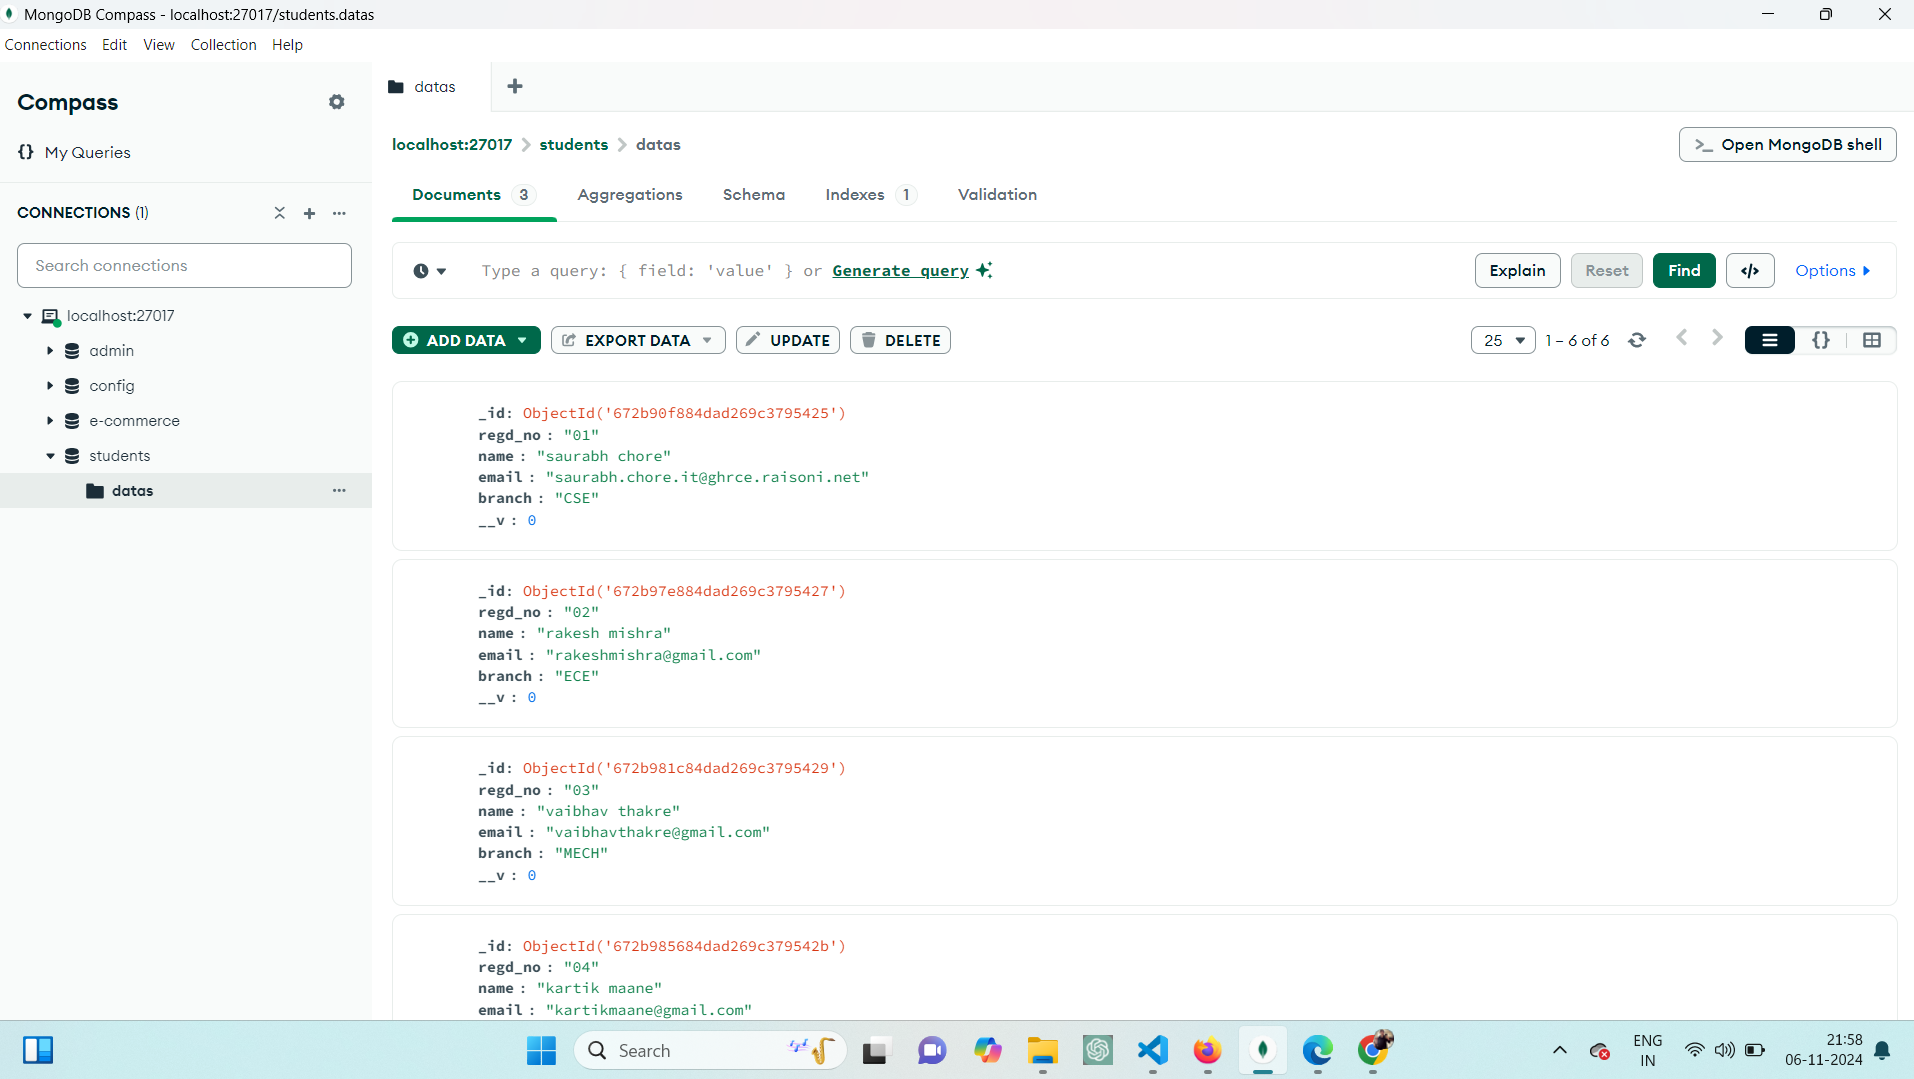 MongoDB Compass - localhost:27017/students.datas
Connections Edit View Collection Help
Compass
{} My Queries
CONNECTIONS (1)
Search connections
localhost:27017
admin
config
e-commerce
students
datas
datas
localhost:27017 > students > datas
>_ Open MongoDB shell
Documents 3 Aggregations Schema Indexes 1 Validation
Type a query: { field: 'value' } or Generate query
Explain Reset Find </> Options
ADD DATA EXPORT DATA UPDATE DELETE
25 1 – 6 of 6 {}
_id: ObjectId('672b90f884dad269c3795425')
regd_no : "01"
name : "saurabh chore"
email : "saurabh.chore.it@ghrce.raisoni.net"
branch : "CSE"
__v : 0
_id: ObjectId('672b97e884dad269c3795427')
regd_no : "02"
name : "rakesh mishra"
email : "rakeshmishra@gmail.com"
branch : "ECE"
__v : 0
_id: ObjectId('672b981c84dad269c3795429')
regd_no : "03"
name : "vaibhav thakre"
email : "vaibhavthakre@gmail.com"
branch : "MECH"
__v : 0
_id: ObjectId('672b985684dad269c379542b')
regd_no : "04"
name : "kartik maane"
email : "kartikmaane@gmail.com"
Search
ENG
IN
21:58
06-11-2024